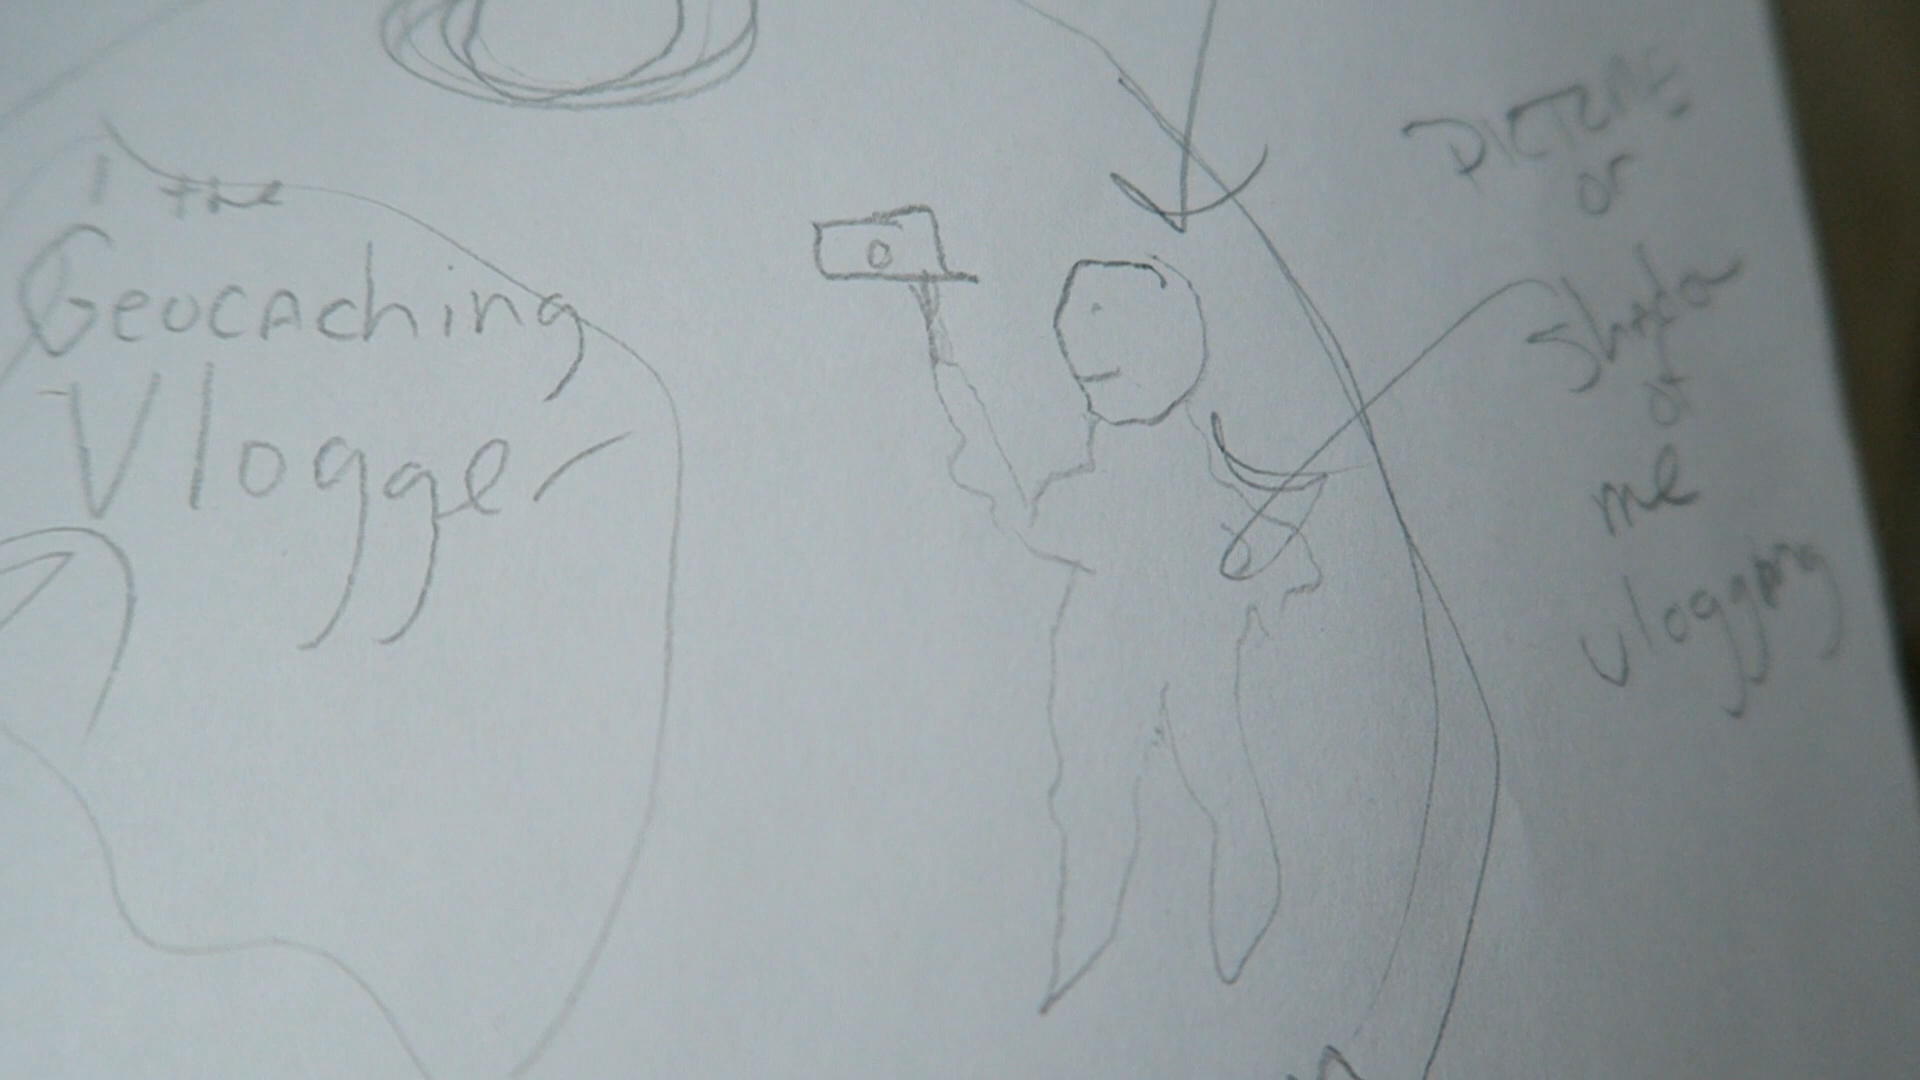 the
Geocaching
Vlogger
PICTURE
of
Shadow
of
me
vlogging